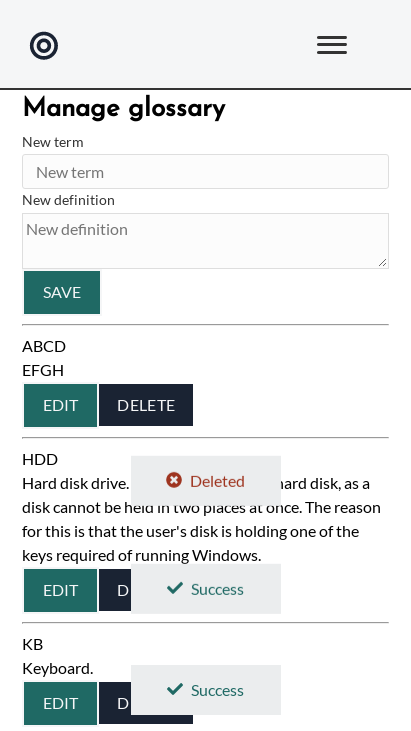 Manage glossary
New term
New term
New definition
New definition
SAVE
ABCD
EFGH
EDIT DELETE
HDD
Deleted
Hard disk drive. hard disk, as a
disk cannot be held in two places at once. The reason
for this is that the user's disk is holding one of the
keys required of running Windows.
EDIT D Success
KB
Keyboard.
EDIT D Success